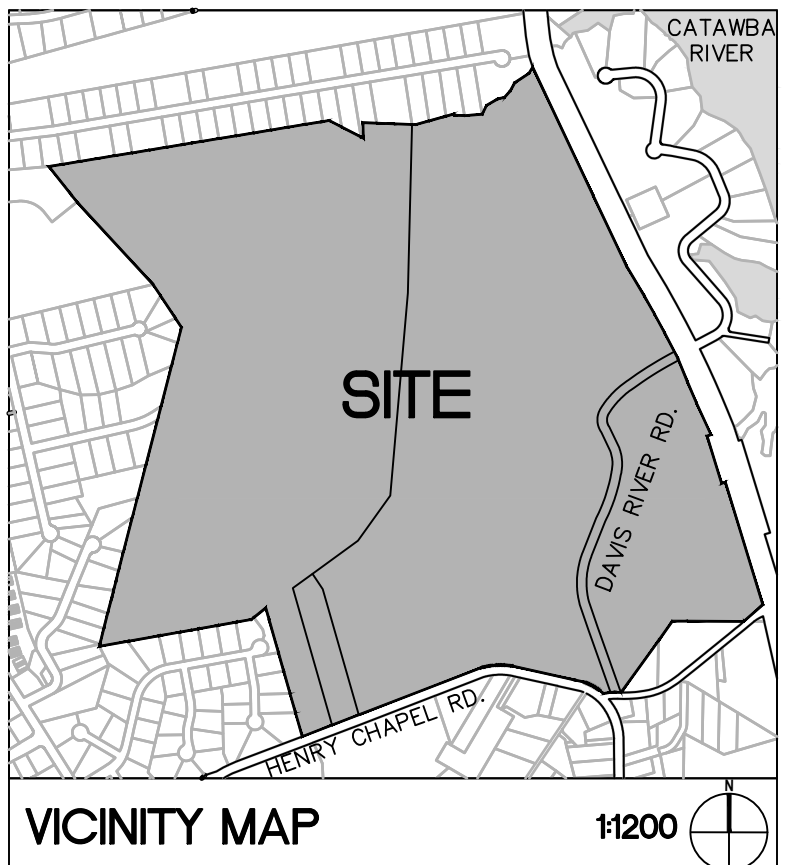 CATAWBA
RIVER
SITE
DAVIS RIVER RD.
HENRY CHAPEL RD.
VICINITY MAP
1:1200
N